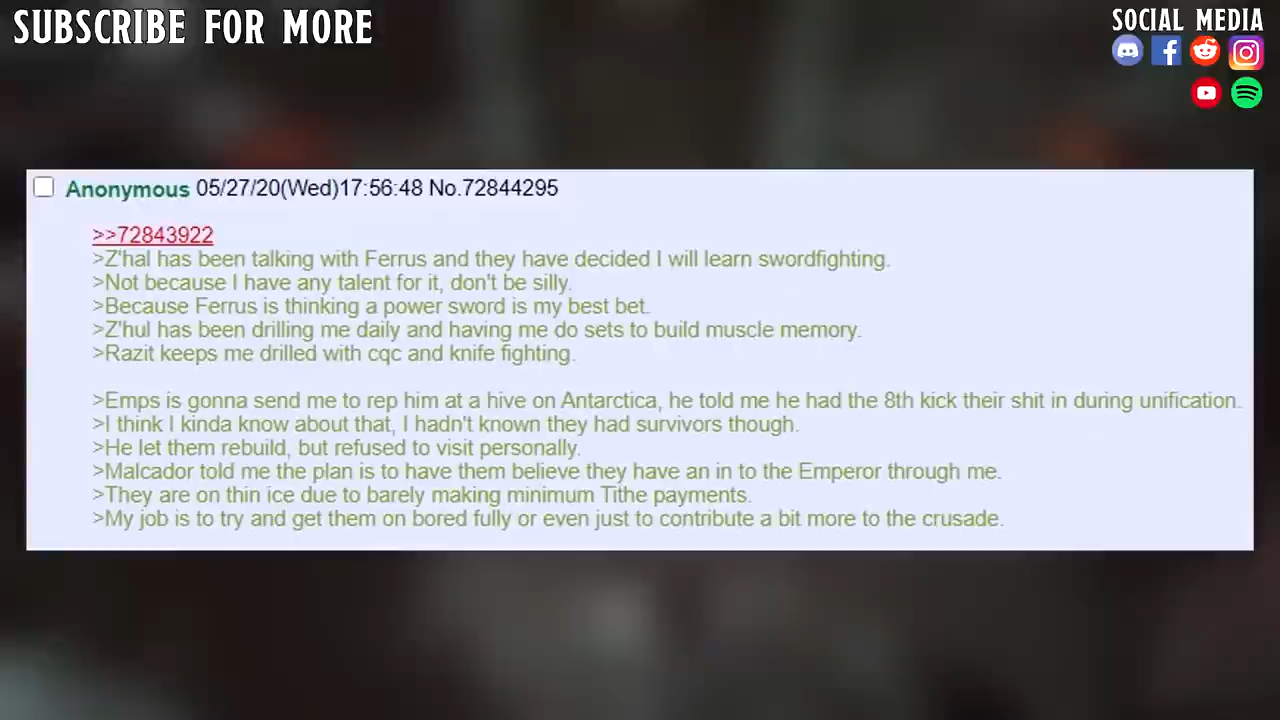 SUBSCRIBE FOR MORE
SOCIAL MEDIA
Anonymous 05/27/20(Wed)17:56:48 No.72844295
>>72843922
>Z'hal has been talking with Ferrus and they have decided I will learn swordfighting.
>Not because I have any talent for it, don't be silly.
>Because Ferrus is thinking a power sword is my best bet.
>Z'hul has been drilling me daily and having me do sets to build muscle memory.
>Razit keeps me drilled with cqc and knife fighting.
>Emps is gonna send me to rep him at a hive on Antarctica, he told me he had the 8th kick their shit in during unification.
>I think I kinda know about that, I hadn't known they had survivors though.
>He let them rebuild, but refused to visit personally.
>Malcador told me the plan is to have them believe they have an in to the Emperor through me.
>They are on thin ice due to barely making minimum Tithe payments.
>My job is to try and get them on bored fully or even just to contribute a bit more to the crusade.